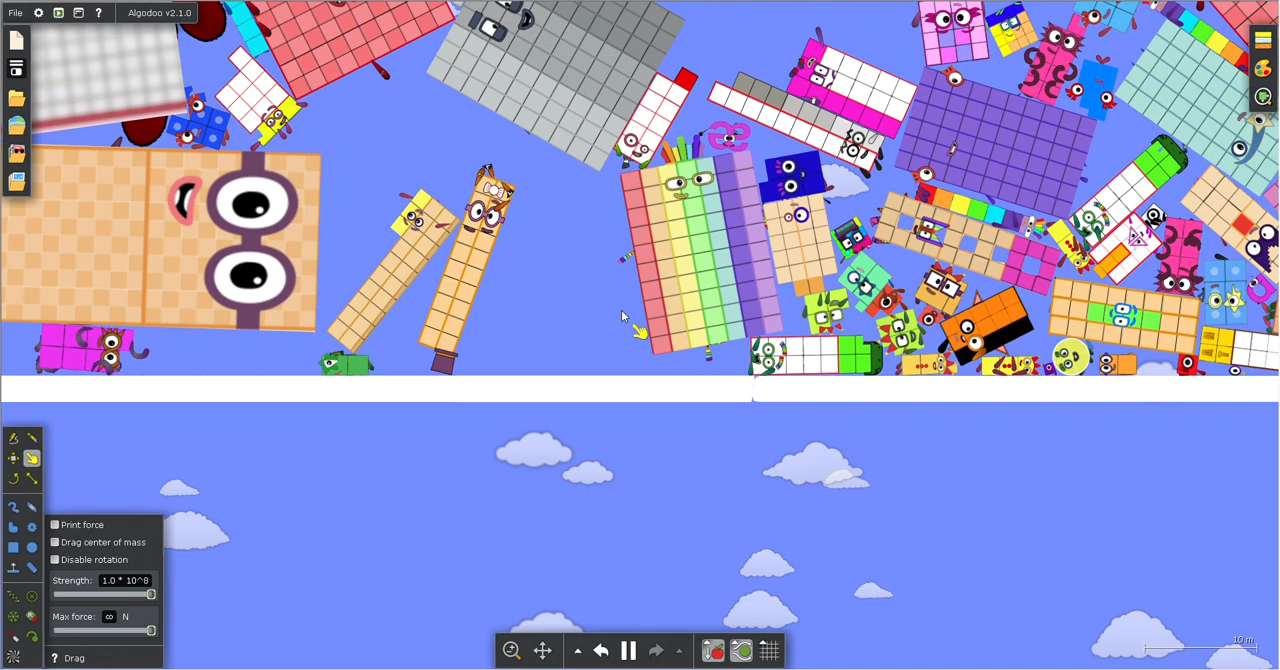 File ? Algodoo v2.1.0
Print force
Drag center of mass
Disable rotation
Strength: 1.0 * 10^8
Max force: ∞ N
? Drag
10 m